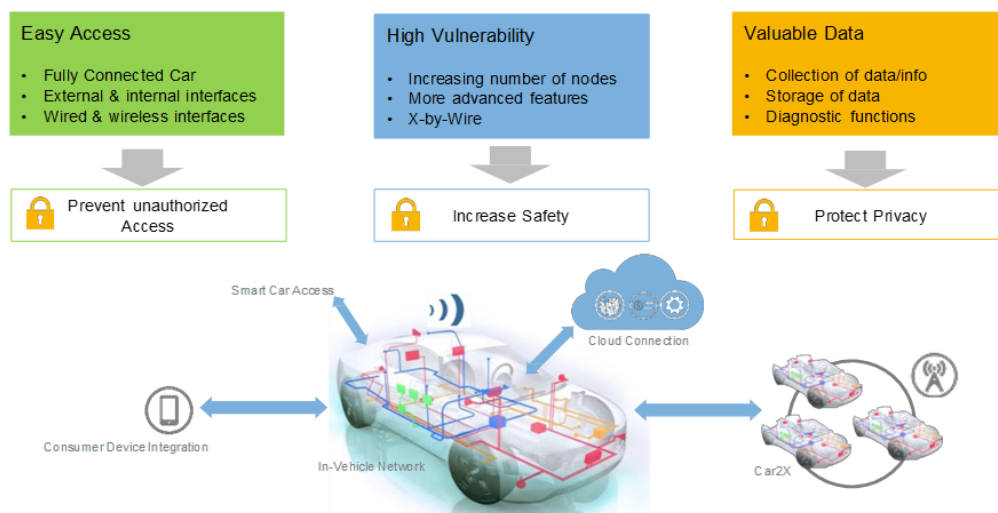 Easy Access
• Fully Connected Car
• External & internal interfaces
• Wired & wireless interfaces
High Vulnerability
• Increasing number of nodes
• More advanced features
• X-by-Wire
Valuable Data
• Collection of data/info
• Storage of data
• Diagnostic functions
Prevent unauthorized
Access
Increase Safety
Protect Privacy
Smart Car Access
Cloud Connection
Consumer Device Integration
In-Vehicle Network
Car2X